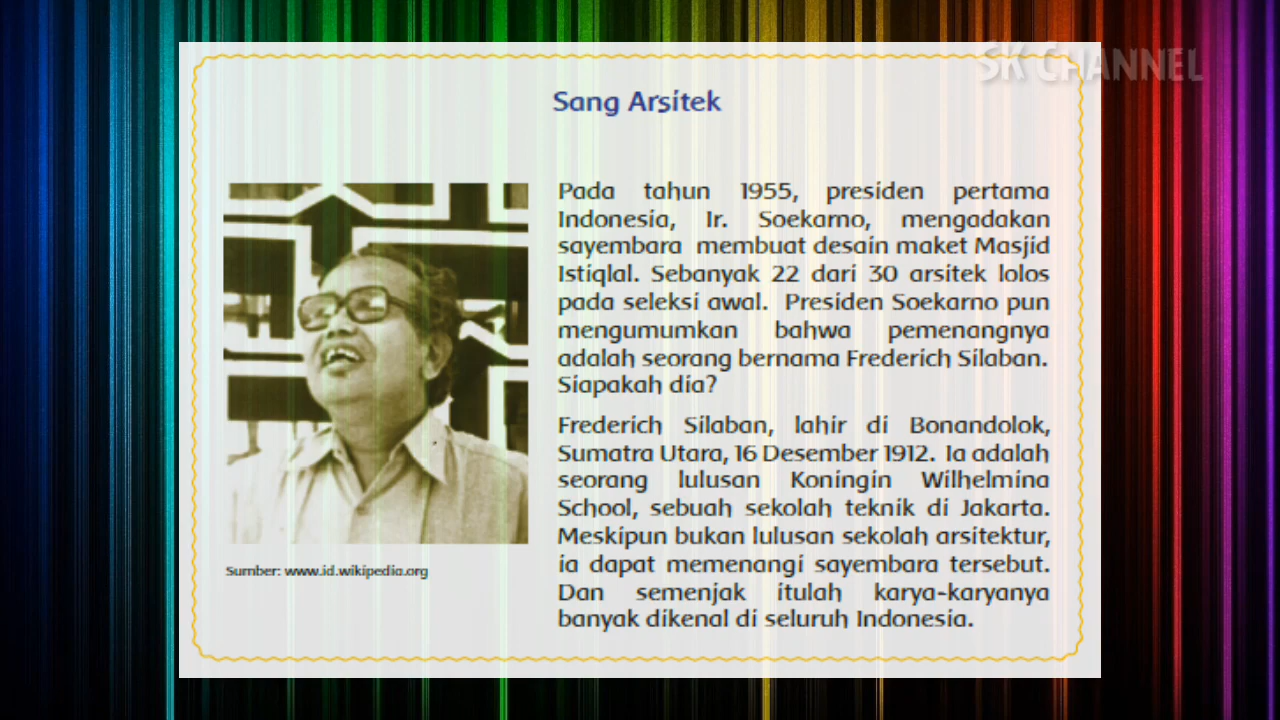 SK CHANNEL
Sang Arsitek
Pada tahun 1955, presiden pertama
Indonesia, Ir. Soekarno, mengadakan
sayembara membuat desain maket Masjid
Istiqlal. Sebanyak 22 dari 30 arsitek lolos
pada seleksi awal. Presiden Soekarno pun
mengumumkan bahwa pemenangnya
adalah seorang bernama Frederich Silaban.
Siapakah dia?
Frederich Silaban, lahir di Bonandolok,
Sumatra Utara, 16 Desember 1912. Ia adalah
seorang lulusan Koningin Wilhelmina
School, sebuah sekolah teknik di Jakarta.
Meskipun bukan lulusan sekolah arsitektur,
ia dapat memenangi sayembara tersebut.
Dan semenjak itulah karya-karyanya
banyak dikenal di seluruh Indonesia.
Sumber: www.id.wikipedia.org